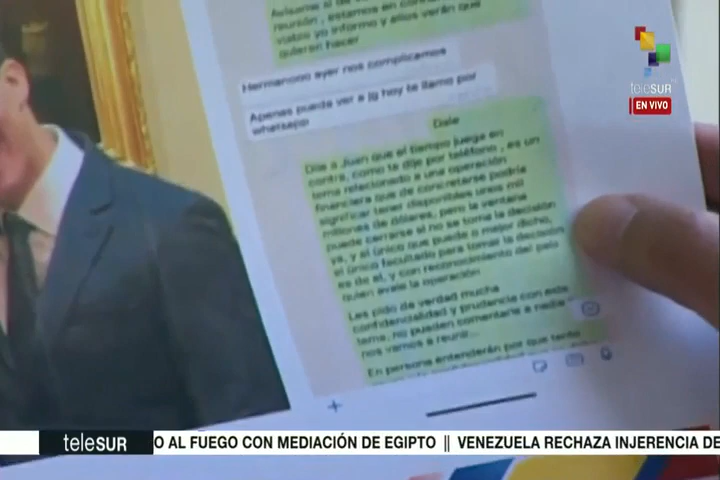 reunión , estamos en
vamos yo informo y ellos verán que
quieren hacer
Hermanooo ayer nos complicamos
Apenas pueda ver a jg hoy te llamo por
whatsapp
Dale
Dile a Juan que el tiempo juega en
contra, como te dije por teléfono , es un
tema relacionado a una operación
financiera que de concretarse podría
significar tener disponibles unos mil
millones de dólares, pero la ventana
puede cerrarse si no se toma la decisión
ya, y el único que puede o mejor dicho,
el único facultado para tomar la decisión
es de el, y con reconocimiento del país
quien avale la operación
Les pido de verdad mucha
confidencialidad y prudencia con este
tema, no pueden comentarle a nadie
nos vamos a reunir...
En persona entenderán por que tanto
teleSUR
EN VIVO
teleSUR
O AL FUEGO CON MEDIACIÓN DE EGIPTO || VENEZUELA RECHAZA INJERENCIA DE